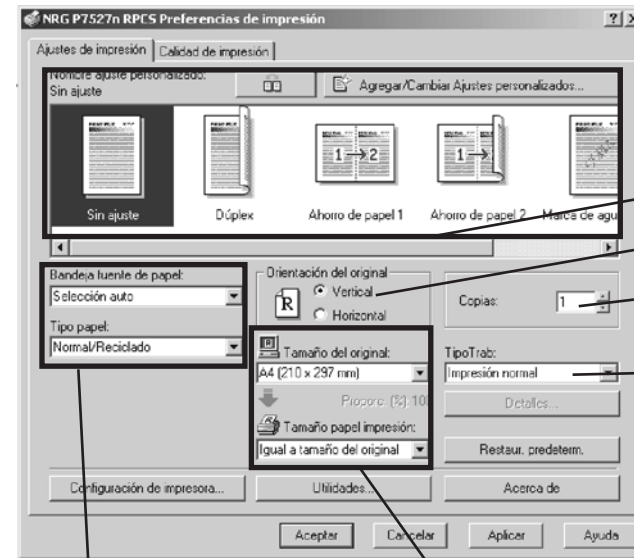 NRG P7527n RPCS Preferencias de impresión
Ajustes de impresión
Calidad de impresión
Nombre ajuste personalizado:
Sin ajuste
Agregar/Cambiar Ajustes personalizados...
Sin ajuste
Dúplex
1 2
Ahorro de papel 1
1
Ahorro de papel 2
Marca de agu
Bandeja fuente de papel:
Selección auto
Tipo papel:
Normal/Reciclado
Orientación del original
R
Vertical
Horizontal
Copias:
1
Tamaño del original:
A4 (210 x 297 mm)
Proporc. (%): 10
Tamaño papel impresión:
Igual a tamaño del original
TipoTrab:
Impresión normal
Detalles...
Restaur. predeterm.
Configuración de impresora...
Utilidades...
Acerca de
Aceptar
Cancelar
Aplicar
Ayuda